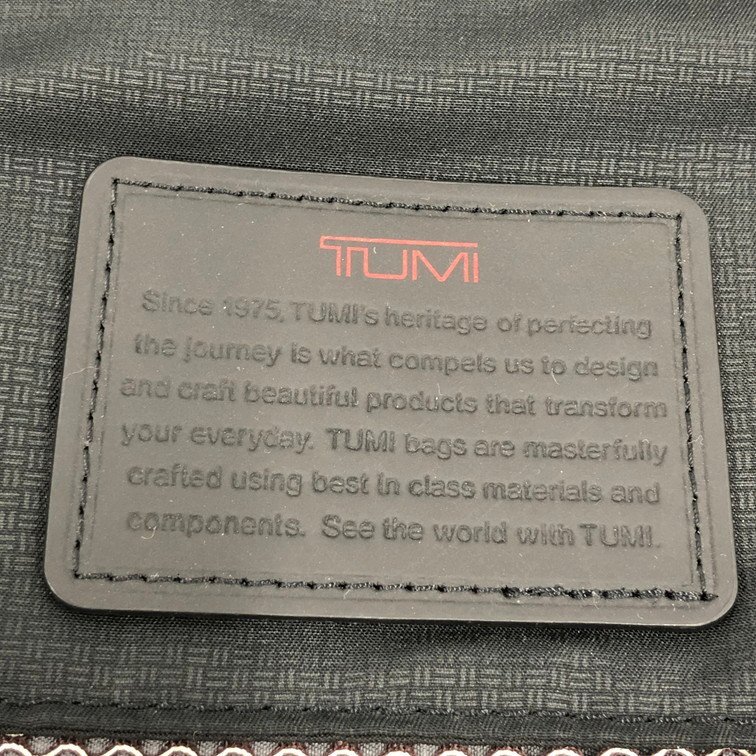 TUMI
Since 1975, TUMI's heritage of perfecting
the journey is what compels us to design
and craft beautiful products that transform
your everyday. TUMI bags are masterfully
crafted using best in class materials and
components. See the world with TUMI.